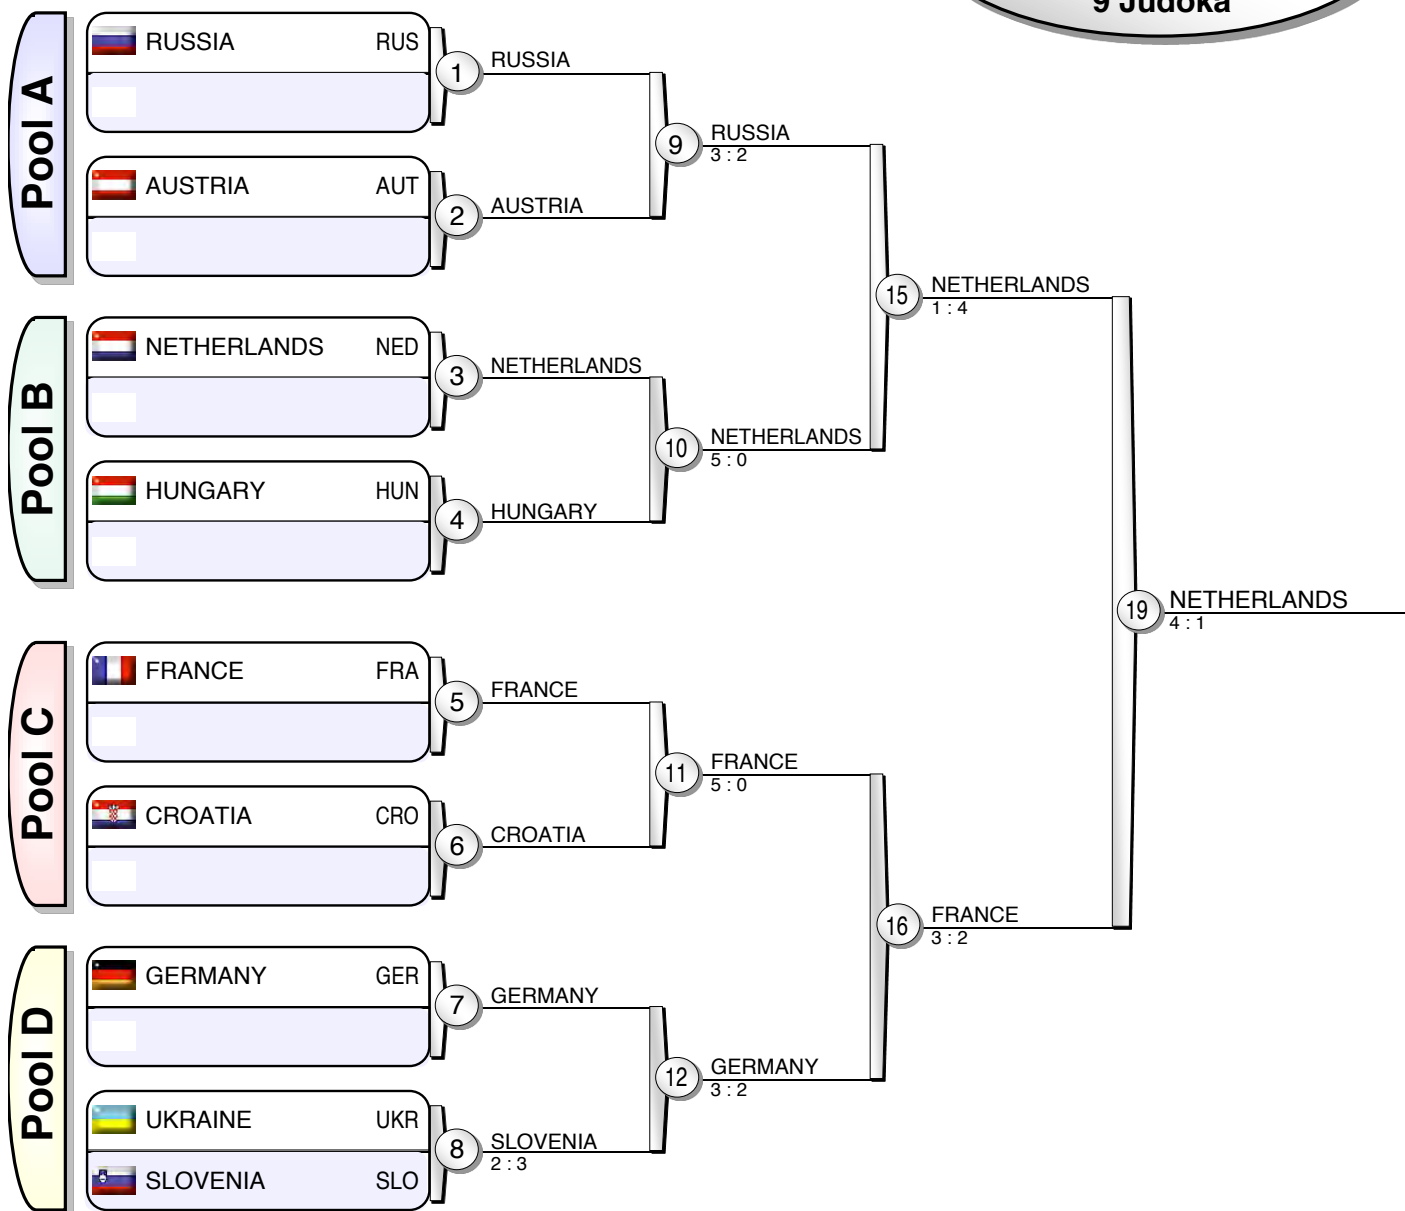 9 Judoka
Pool A
RUSSIA RUS
1
RUSSIA
AUSTRIA AUT
2
AUSTRIA
9
RUSSIA
3 : 2
Pool B
NETHERLANDS NED
3
NETHERLANDS
HUNGARY HUN
4
HUNGARY
10
NETHERLANDS
5 : 0
15
NETHERLANDS
1 : 4
Pool C
FRANCE FRA
5
FRANCE
CROATIA CRO
6
CROATIA
11
FRANCE
5 : 0
Pool D
GERMANY GER
7
GERMANY
UKRAINE UKR
SLOVENIA SLO
8
SLOVENIA
2 : 3
12
GERMANY
3 : 2
16
FRANCE
3 : 2
19
NETHERLANDS
4 : 1